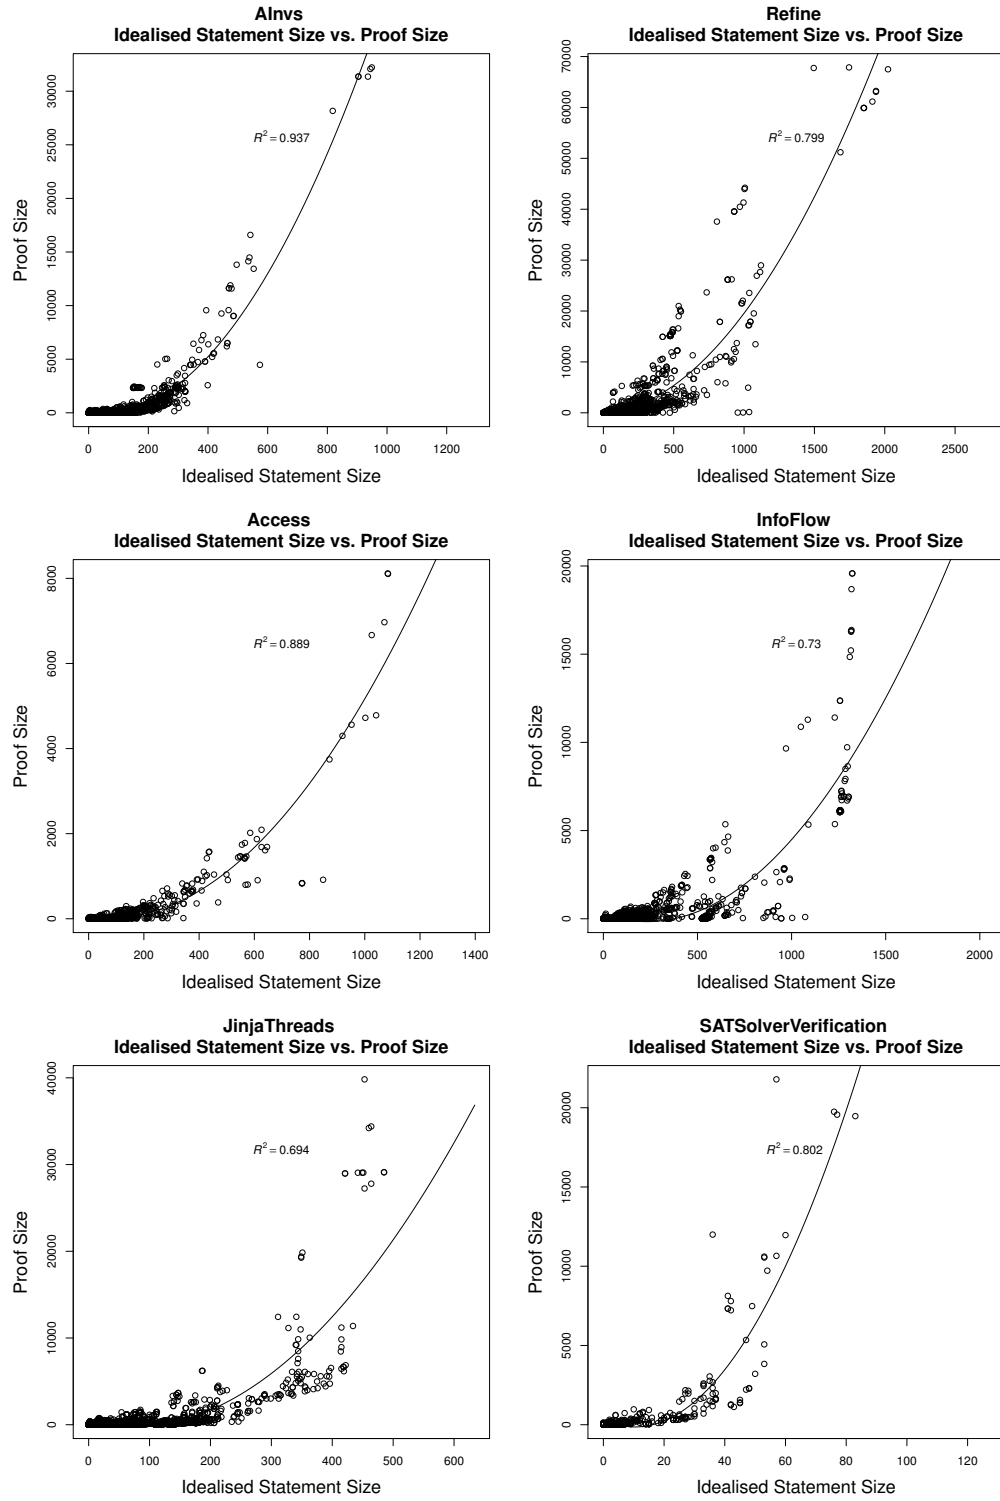 AInvs
Idealised Statement Size vs. Proof Size
R² = 0.937
Proof Size
0 5000 10000 15000 20000 25000 30000
0 200 400 600 800 1000 1200
Idealised Statement Size
Refine
Idealised Statement Size vs. Proof Size
R² = 0.799
Proof Size
0 10000 20000 30000 40000 50000 60000 70000
0 500 1000 1500 2000 2500
Idealised Statement Size
Access
Idealised Statement Size vs. Proof Size
R² = 0.889
Proof Size
0 2000 4000 6000 8000
0 200 400 600 800 1000 1200 1400
Idealised Statement Size
InfoFlow
Idealised Statement Size vs. Proof Size
R² = 0.73
Proof Size
0 5000 10000 15000 20000
0 500 1000 1500 2000
Idealised Statement Size
JinjaThreads
Idealised Statement Size vs. Proof Size
R² = 0.694
Proof Size
0 10000 20000 30000 40000
0 100 200 300 400 500 600
Idealised Statement Size
SATSolverVerification
Idealised Statement Size vs. Proof Size
R² = 0.802
Proof Size
0 5000 10000 15000 20000
0 20 40 60 80 100 120
Idealised Statement Size